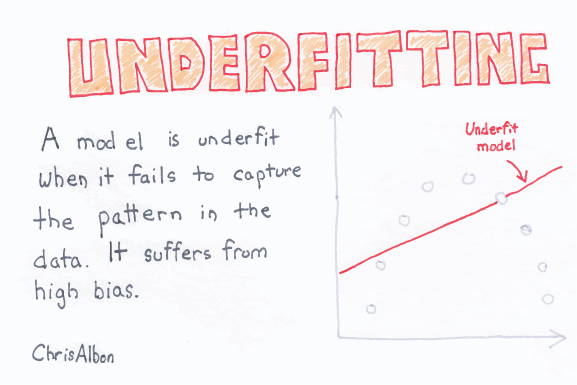 UNDERFITTING
A model is underfit
when it fails to capture
the pattern in the
data. It suffers from
high bias.
Underfit
model
ChrisAlbon